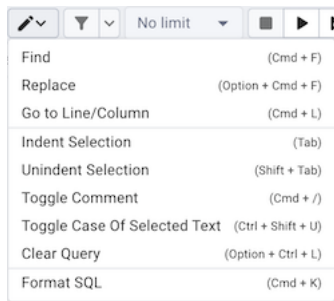 No limit
Find (Cmd + F)
Replace (Option + Cmd + F)
Go to Line/Column (Cmd + L)
Indent Selection (Tab)
Unindent Selection (Shift + Tab)
Toggle Comment (Cmd + /)
Toggle Case Of Selected Text (Ctrl + Shift + U)
Clear Query (Option + Ctrl + L)
Format SQL (Cmd + K)